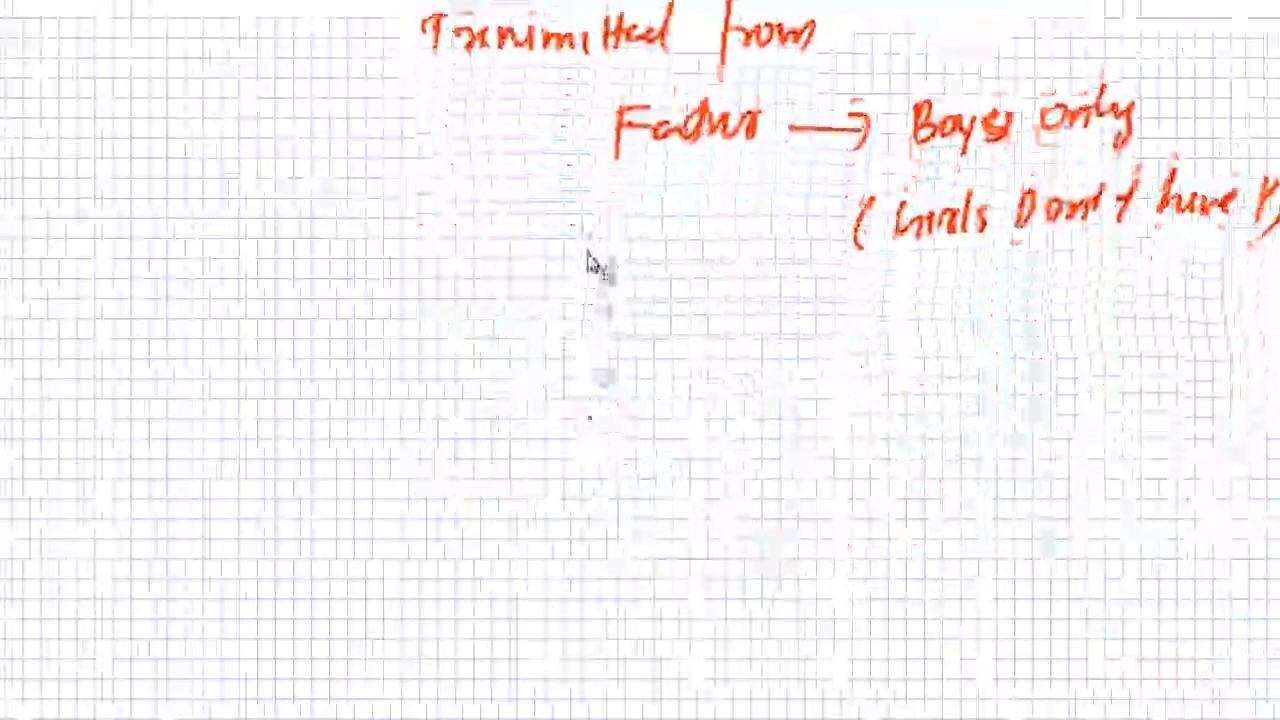 Transmitted from
Father → Boys only
(Girls Don't have